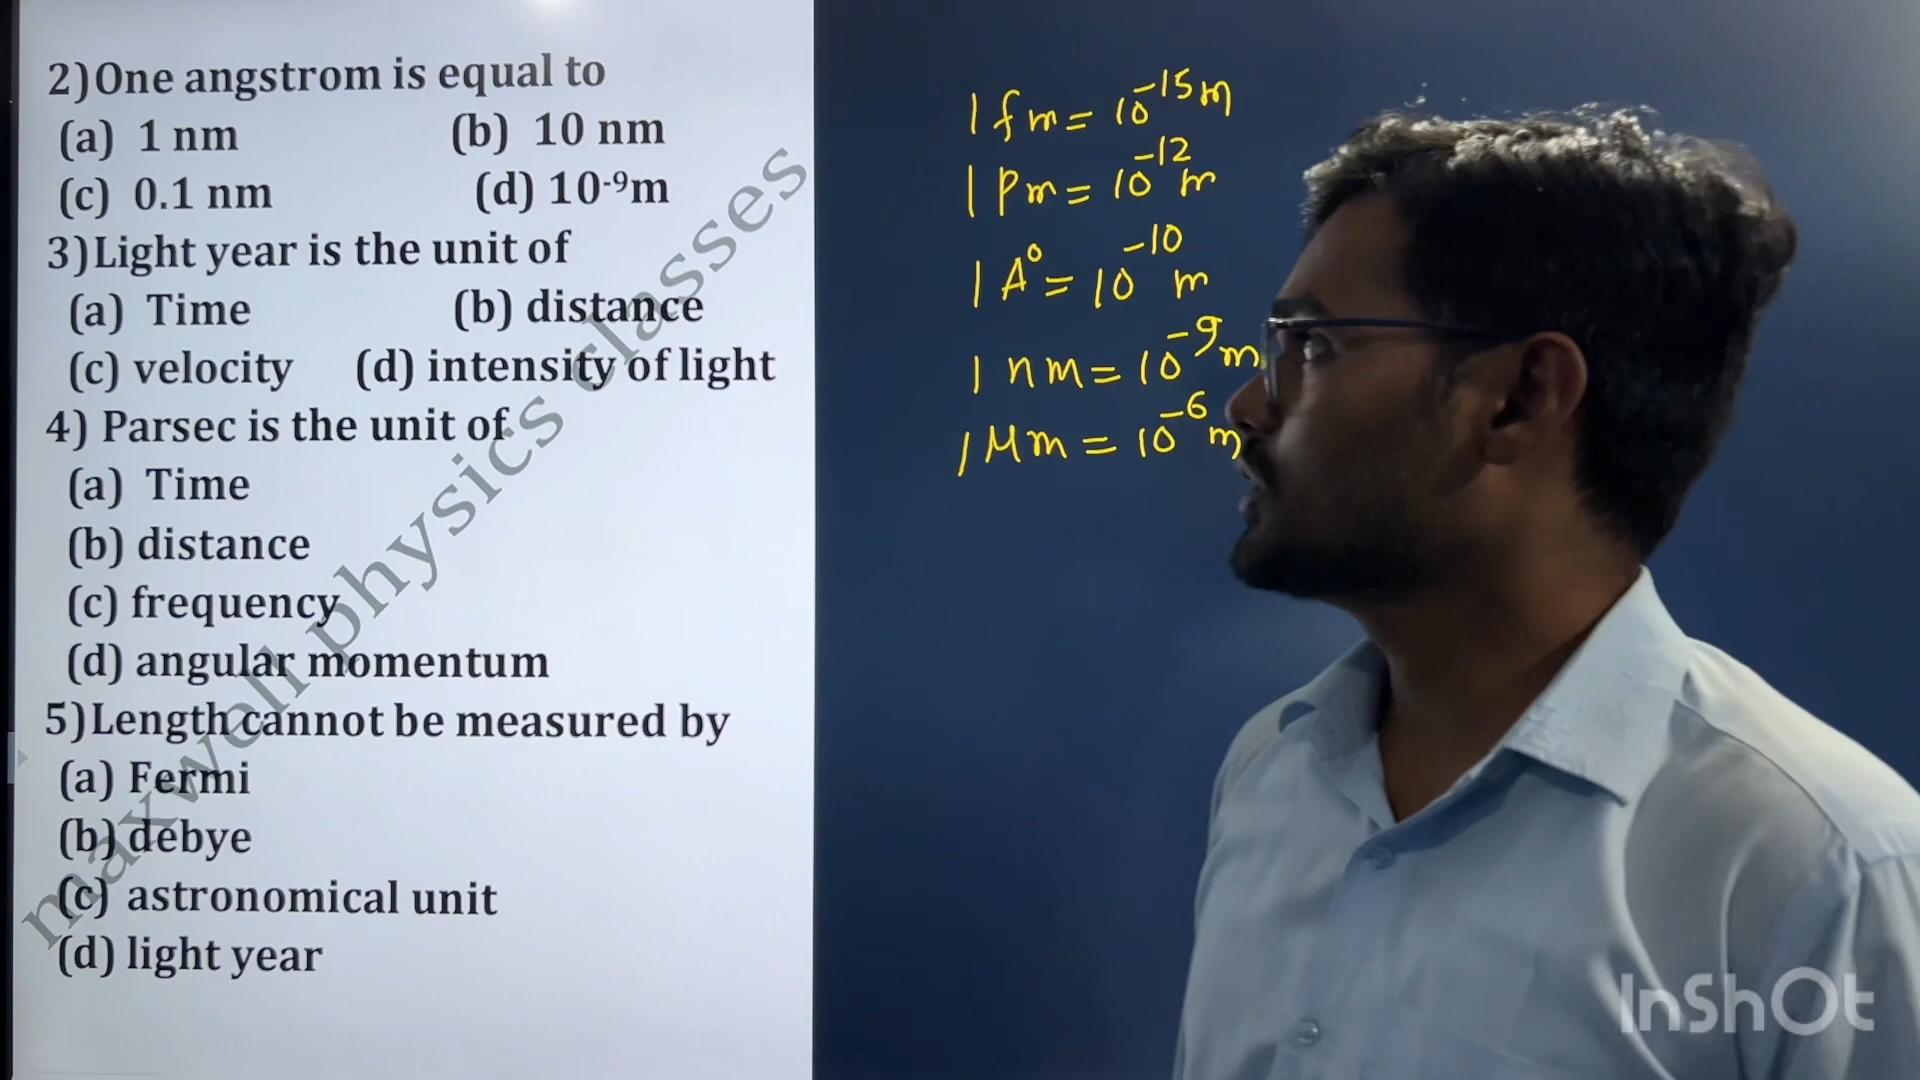 2)One angstrom is equal to
(a) 1 nm (b) 10 nm
(c) 0.1 nm (d) 10⁻⁹m
3)Light year is the unit of
(a) Time (b) distance
(c) velocity (d) intensity of light
4) Parsec is the unit of
(a) Time
(b) distance
(c) frequency
(d) angular momentum
5)Length cannot be measured by
(a) Fermi
(b) debye
(c) astronomical unit
(d) light year
maxwell physics classes
1 fm = 10⁻¹⁵m
1 Pm = 10⁻¹² m
1 A° = 10⁻¹⁰ m
1 nm = 10⁻⁹m
1 μm = 10⁻⁶ m
InShOt